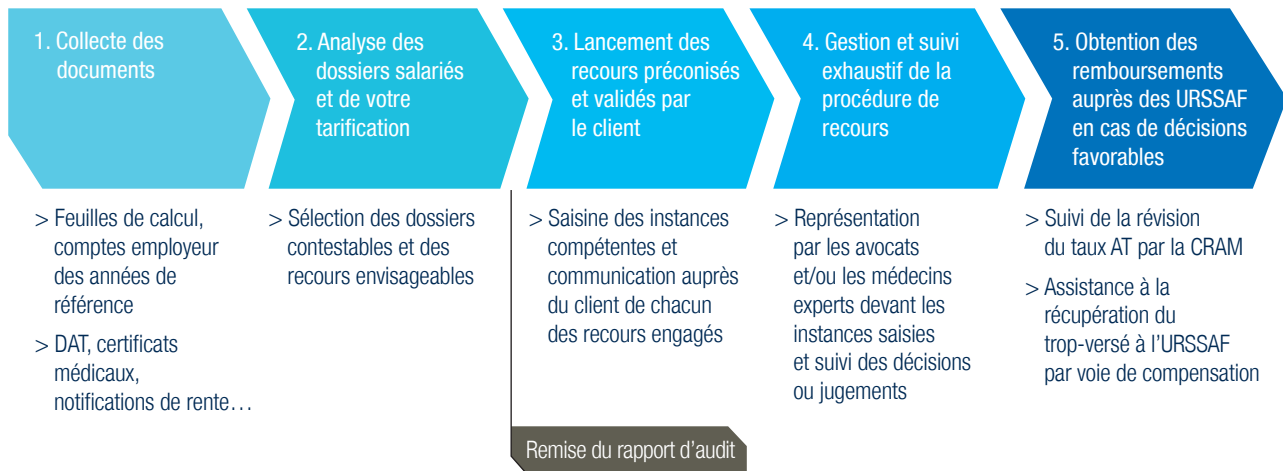 1. Collecte des
documents
2. Analyse des
dossiers salariés
et de votre
tarification
3. Lancement des
recours préconisés
et validés par
le client
4. Gestion et suivi
exhaustif de la
procédure de
recours
5. Obtention des
remboursements
auprès des URSSAF
en cas de décisions
favorables
> Feuilles de calcul,
comptes employeur
des années de
référence
> DAT, certificats
médicaux,
notifications de rente…
> Sélection des dossiers
contestables et des
recours envisageables
> Saisine des instances
compétentes et
communication auprès
du client de chacun
des recours engagés
> Représentation
par les avocats
et/ou les médecins
experts devant les
instances saisies
et suivi des décisions
ou jugements
> Suivi de la révision
du taux AT par la CRAM
> Assistance à la
récupération du
trop-versé à l’URSSAF
par voie de compensation
Remise du rapport d’audit